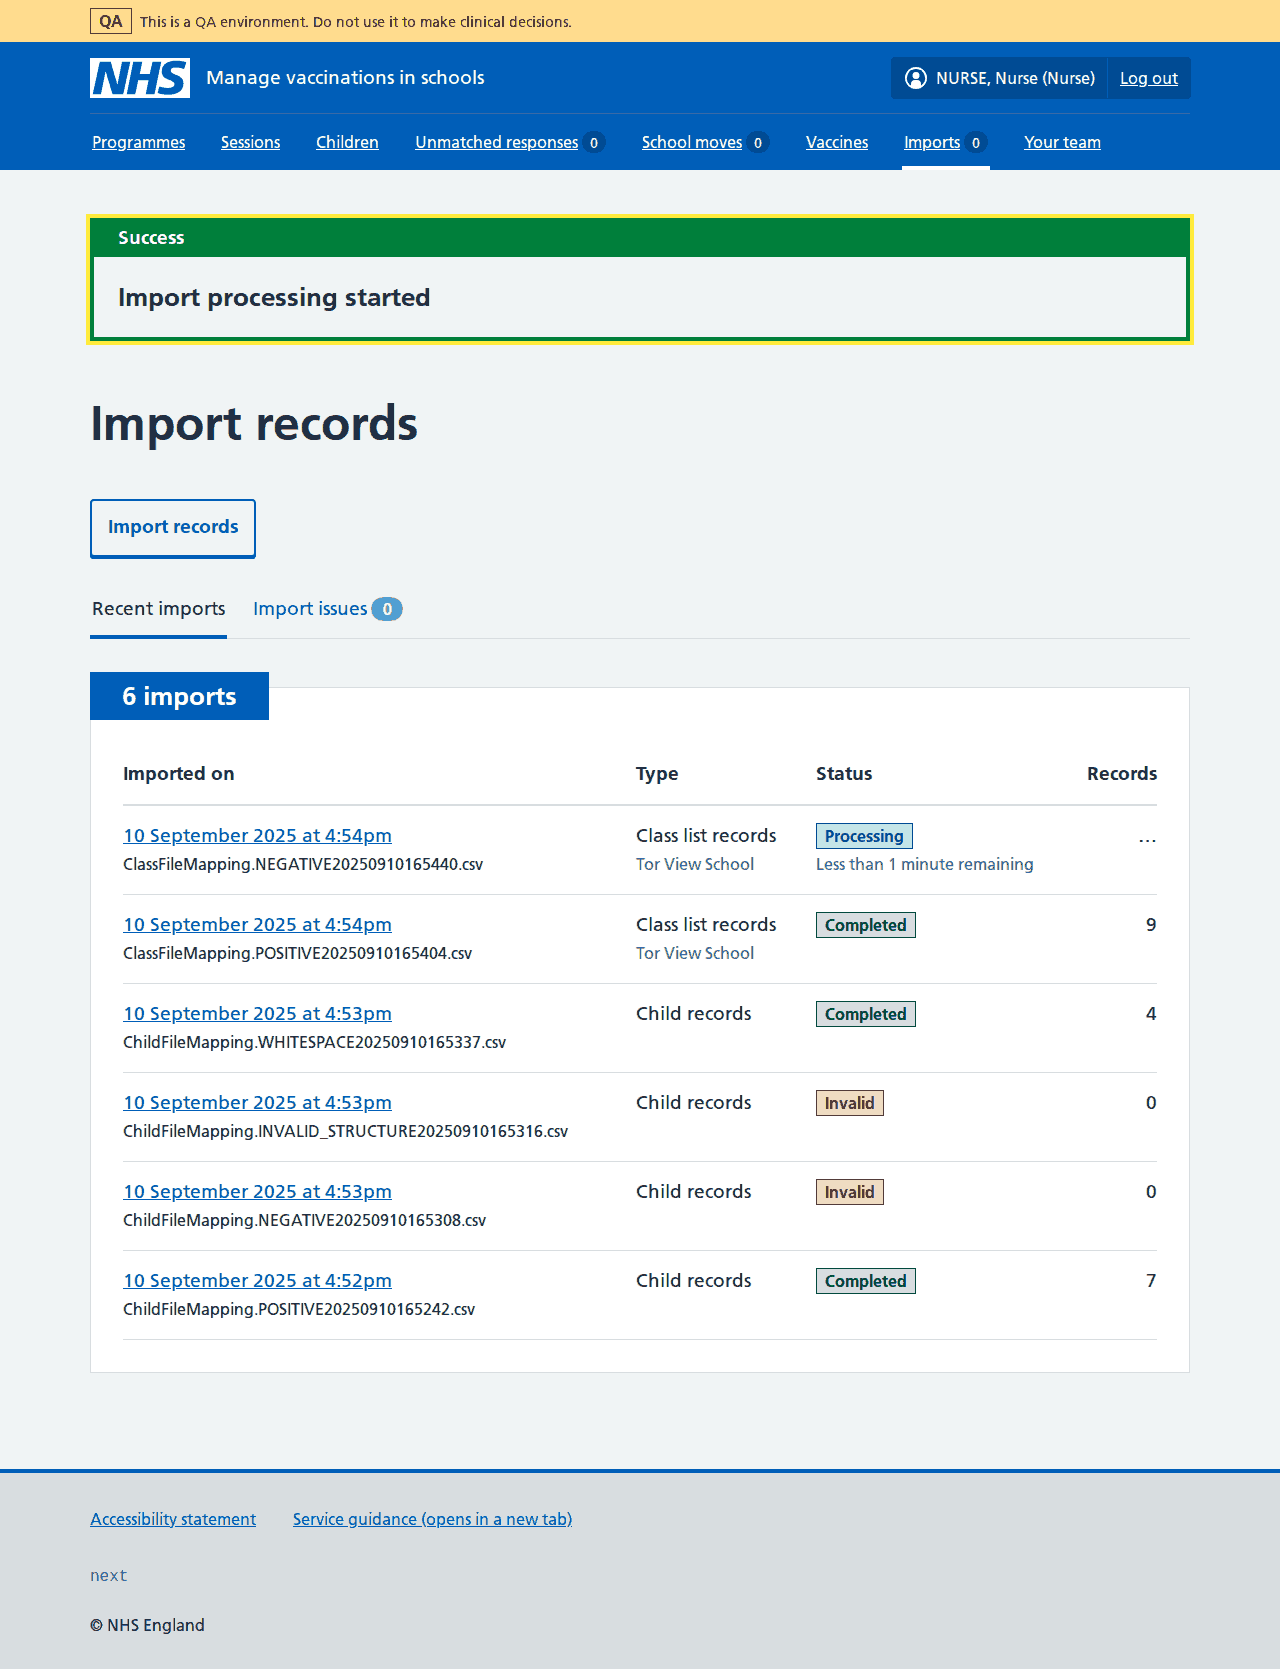 QA This is a QA environment. Do not use it to make clinical decisions.
NHS Manage vaccinations in schools NURSE, Nurse (Nurse) Log out
Programmes Sessions Children Unmatched responses 0 School moves 0 Vaccines Imports 0 Your team
Success
Import processing started
Import records
Import records
Recent imports Import issues 0
6 imports
Imported on Type Status Records
10 September 2025 at 4:54pm Class list records Processing ...
ClassFileMapping.NEGATIVE20250910165440.csv Tor View School Less than 1 minute remaining
10 September 2025 at 4:54pm Class list records Completed 9
ClassFileMapping.POSITIVE20250910165404.csv Tor View School
10 September 2025 at 4:53pm Child records Completed 4
ChildFileMapping.WHITESPACE20250910165337.csv
10 September 2025 at 4:53pm Child records Invalid 0
ChildFileMapping.INVALID_STRUCTURE20250910165316.csv
10 September 2025 at 4:53pm Child records Invalid 0
ChildFileMapping.NEGATIVE20250910165308.csv
10 September 2025 at 4:52pm Child records Completed 7
ChildFileMapping.POSITIVE20250910165242.csv
Accessibility statement Service guidance (opens in a new tab)
next
© NHS England